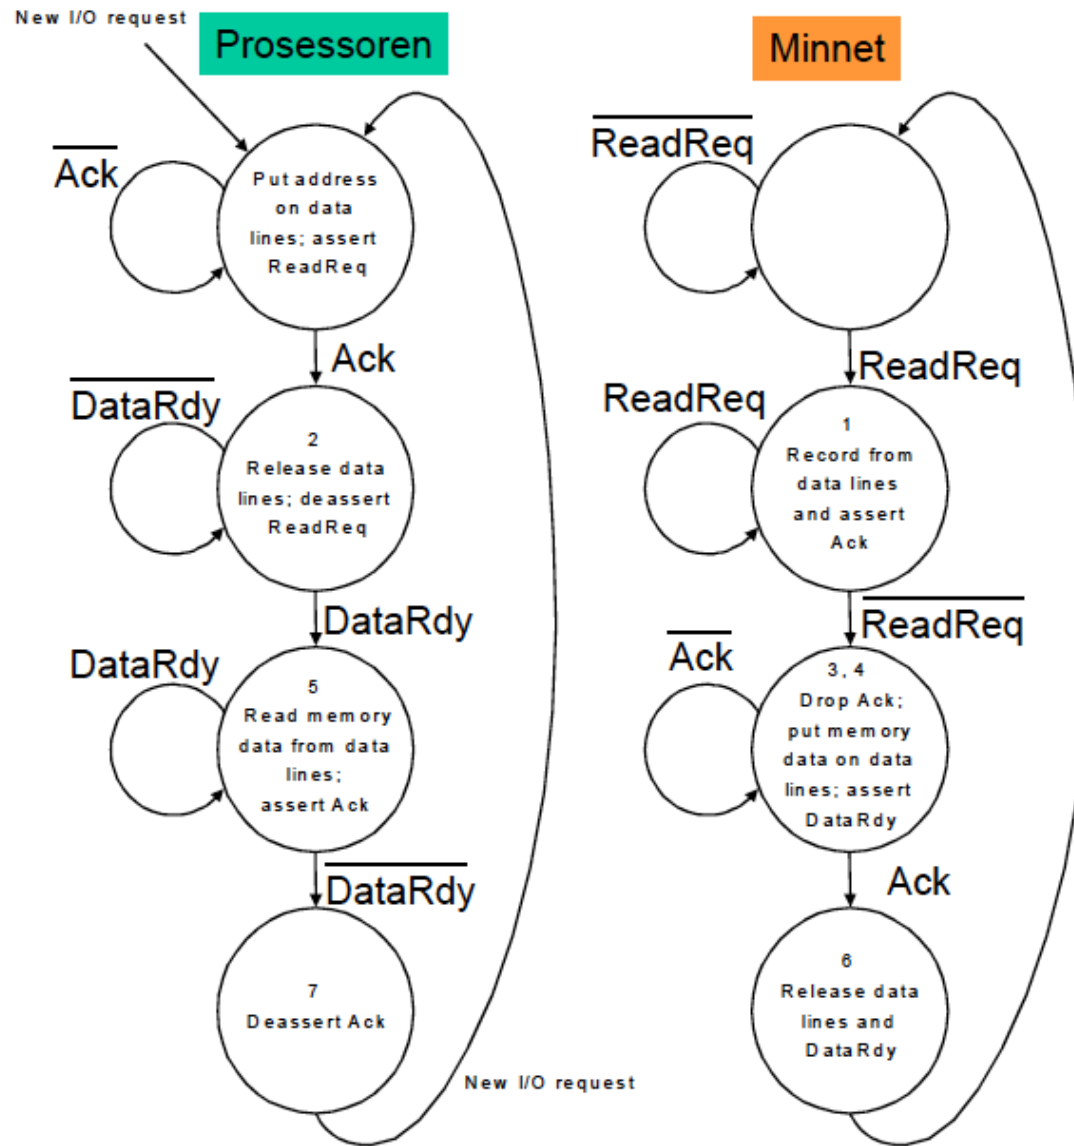 New I/O request
Prosessoren
Minnet
Ack
Put address
on data
lines; assert
ReadReq
ReadReq
Ack
ReadReq
DataRdy
2
Release data
lines; deassert
ReadReq
ReadReq
1
Record from
data lines
and assert
Ack
DataRdy
ReadReq
DataRdy
5
Read memory
data from data
lines;
assert Ack
Ack
3, 4
Drop Ack;
put memory
data on data
lines; assert
DataRdy
DataRdy
Ack
7
Deassert Ack
6
Release data
lines and
DataRdy
New I/O request